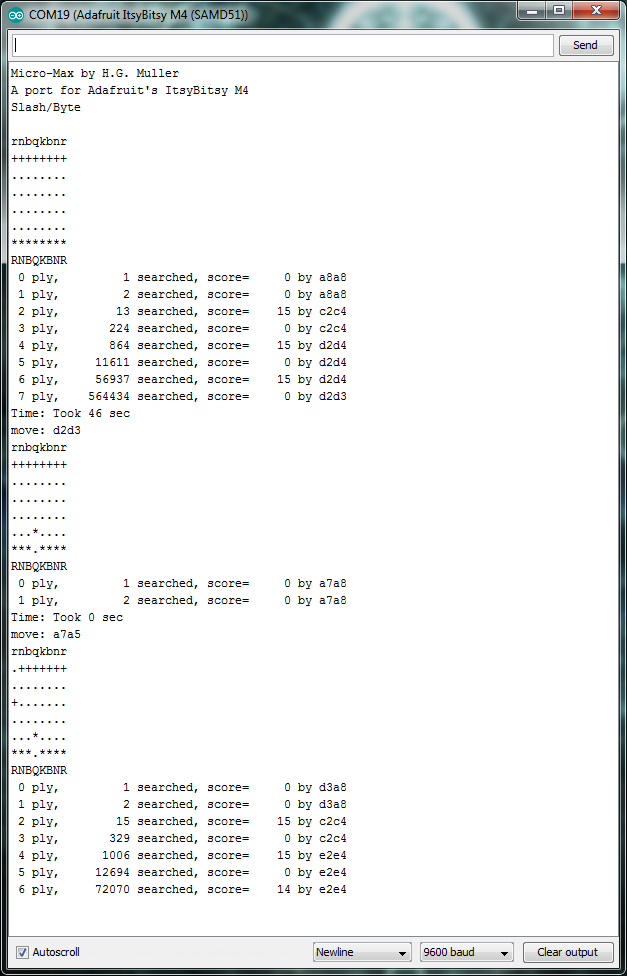 COM19 (Adafruit ItsyBitsy M4 (SAMD51))
Send
Micro-Max by H.G. Muller
A port for Adafruit's ItsyBitsy M4
Slash/Byte
rnbqkbnr
++++++++
........
........
........
........
********
RNBQKBNR
0 ply, 1 searched, score= 0 by a8a8
1 ply, 2 searched, score= 0 by a8a8
2 ply, 13 searched, score= 15 by c2c4
3 ply, 224 searched, score= 0 by c2c4
4 ply, 864 searched, score= 15 by d2d4
5 ply, 11611 searched, score= 0 by d2d4
6 ply, 56937 searched, score= 15 by d2d4
7 ply, 564434 searched, score= 0 by d2d3
Time: Took 46 sec
move: d2d3
rnbqkbnr
++++++++
........
........
........
...*....
***.****
RNBQKBNR
0 ply, 1 searched, score= 0 by a7a8
1 ply, 2 searched, score= 0 by a7a8
Time: Took 0 sec
move: a7a5
rnbqkbnr
.+++++++
........
+.......
........
...*....
***.****
RNBQKBNR
0 ply, 1 searched, score= 0 by d3a8
1 ply, 2 searched, score= 0 by d3a8
2 ply, 15 searched, score= 15 by c2c4
3 ply, 329 searched, score= 0 by c2c4
4 ply, 1006 searched, score= 15 by e2e4
5 ply, 12694 searched, score= 0 by e2e4
6 ply, 72070 searched, score= 14 by e2e4
Autoscroll Newline 9600 baud Clear output